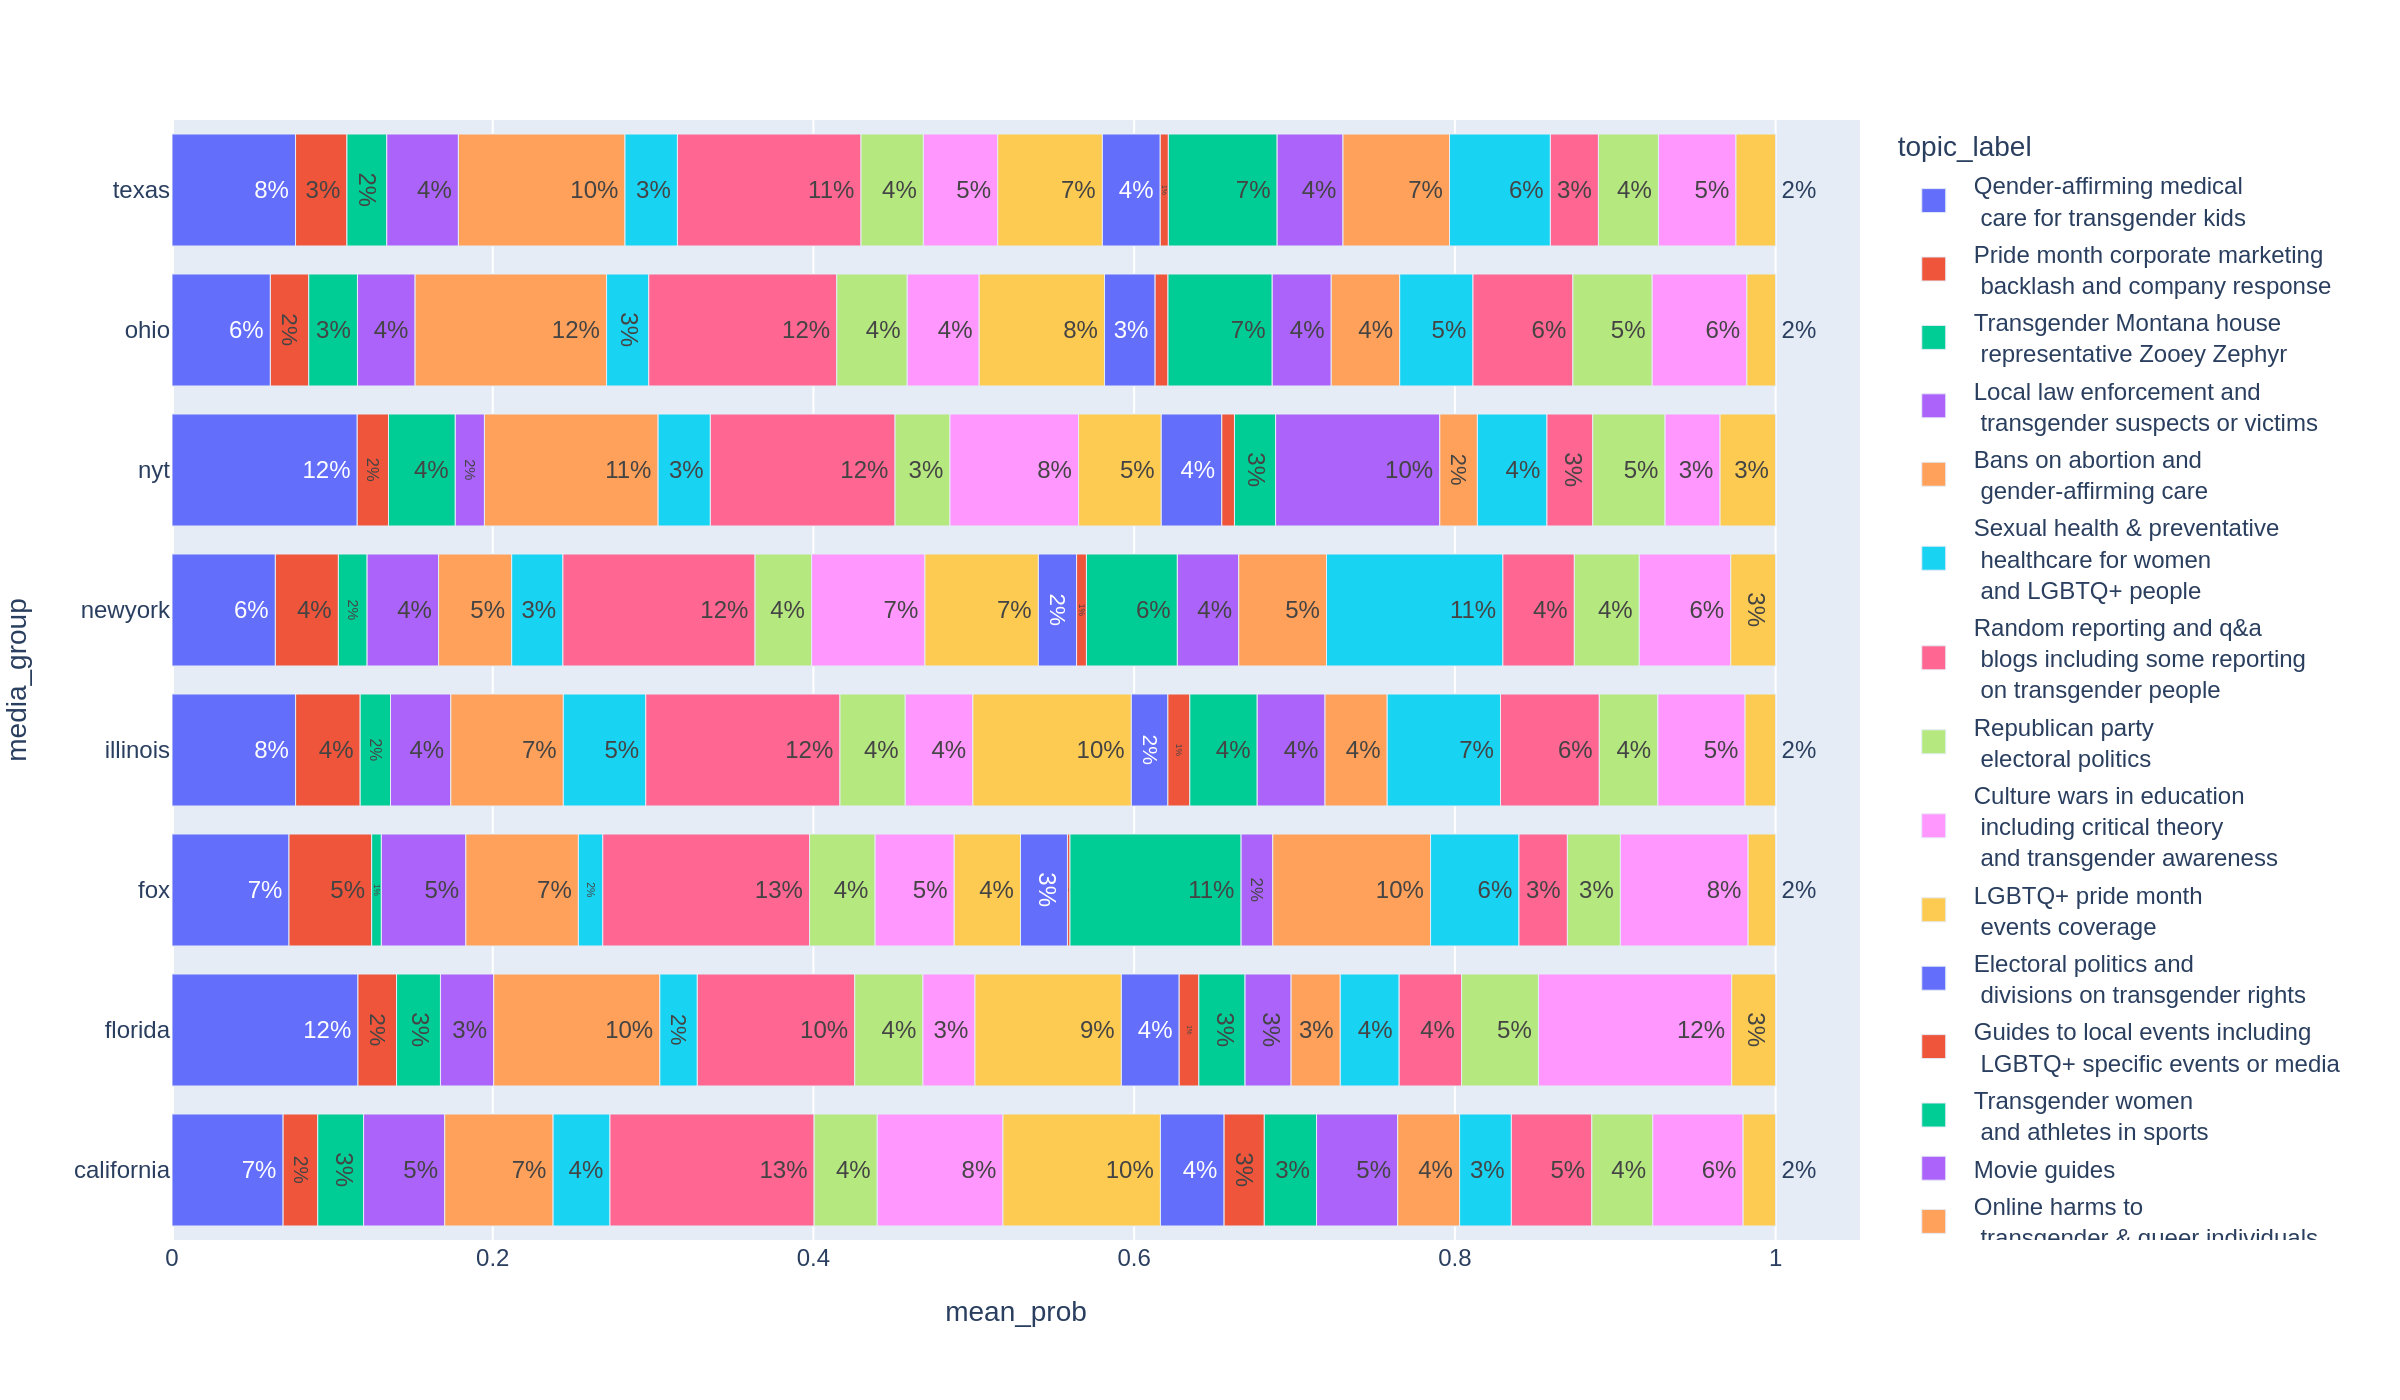 texas
8% 3% 2% 4% 10% 3% 11% 4% 5% 7% 4% 7% 4% 7% 6% 3% 4% 5% 2%
ohio
6% 2% 3% 4% 12% 3% 12% 4% 4% 8% 3% 7% 4% 4% 5% 6% 5% 6% 2%
nyt
12% 2% 4% 2% 11% 3% 12% 3% 8% 5% 4% 3% 10% 2% 4% 3% 5% 3% 3%
newyork
6% 4% 2% 4% 5% 3% 12% 4% 7% 7% 2% 1% 6% 4% 5% 11% 4% 4% 6% 3%
illinois
8% 4% 2% 4% 7% 5% 12% 4% 4% 10% 2% 1% 4% 4% 4% 7% 6% 4% 5% 2%
fox
7% 5% 1% 5% 7% 2% 13% 4% 5% 4% 3% 11% 2% 10% 6% 3% 3% 8% 2%
florida
12% 2% 3% 3% 10% 2% 10% 4% 3% 9% 4% 1% 3% 3% 3% 4% 4% 5% 12% 3%
california
7% 2% 3% 5% 7% 4% 13% 4% 8% 10% 4% 3% 3% 5% 4% 3% 5% 4% 6% 2%
0 0.2 0.4 0.6 0.8 1
mean_prob
media_group
topic_label
Qender-affirming medical
care for transgender kids
Pride month corporate marketing
backlash and company response
Transgender Montana house
representative Zooey Zephyr
Local law enforcement and
transgender suspects or victims
Bans on abortion and
gender-affirming care
Sexual health & preventative
healthcare for women
and LGBTQ+ people
Random reporting and q&a
blogs including some reporting
on transgender people
Republican party
electoral politics
Culture wars in education
including critical theory
and transgender awareness
LGBTQ+ pride month
events coverage
Electoral politics and
divisions on transgender rights
Guides to local events including
LGBTQ+ specific events or media
Transgender women
and athletes in sports
Movie guides
Online harms to
transgender & queer individuals